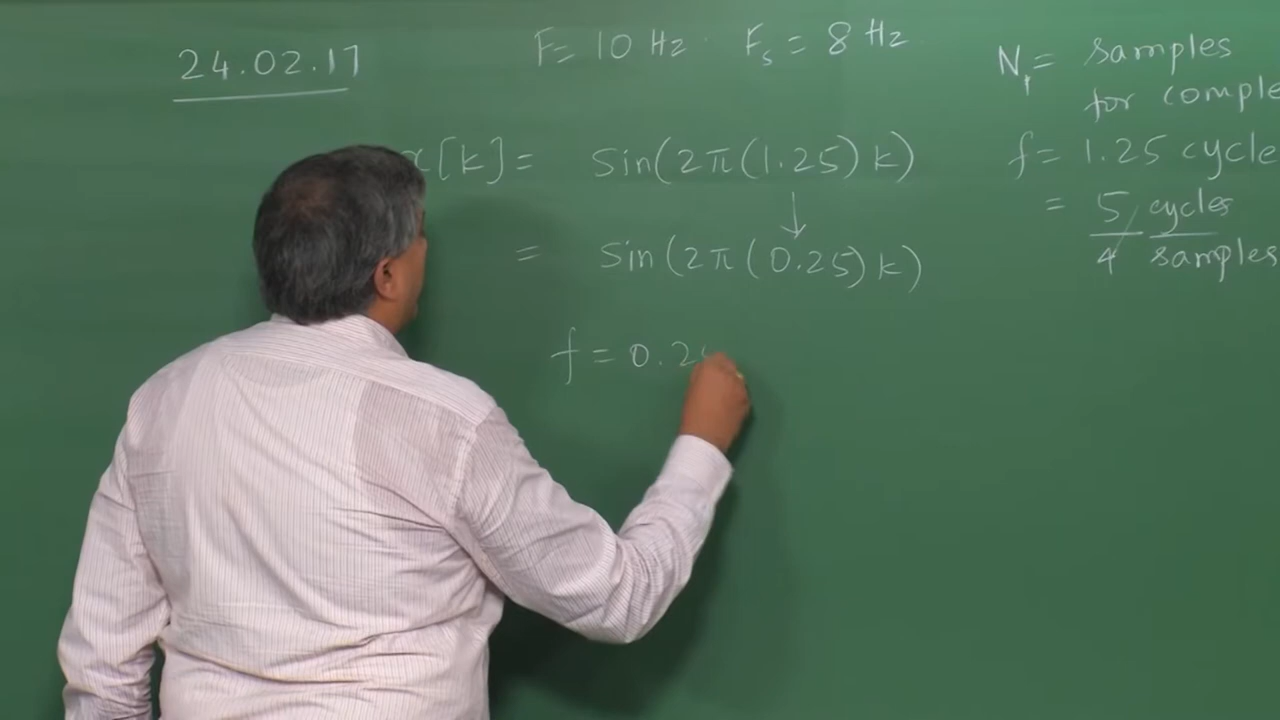 24.02.17
F= 10 Hz Fs = 8 Hz
x[k]= sin(2π(1.25)k)
↓
= sin(2π(0.25)k)
f=0.2
Np= samples
for comple
f= 1.25 cycle
= 5/4 cycles
samples